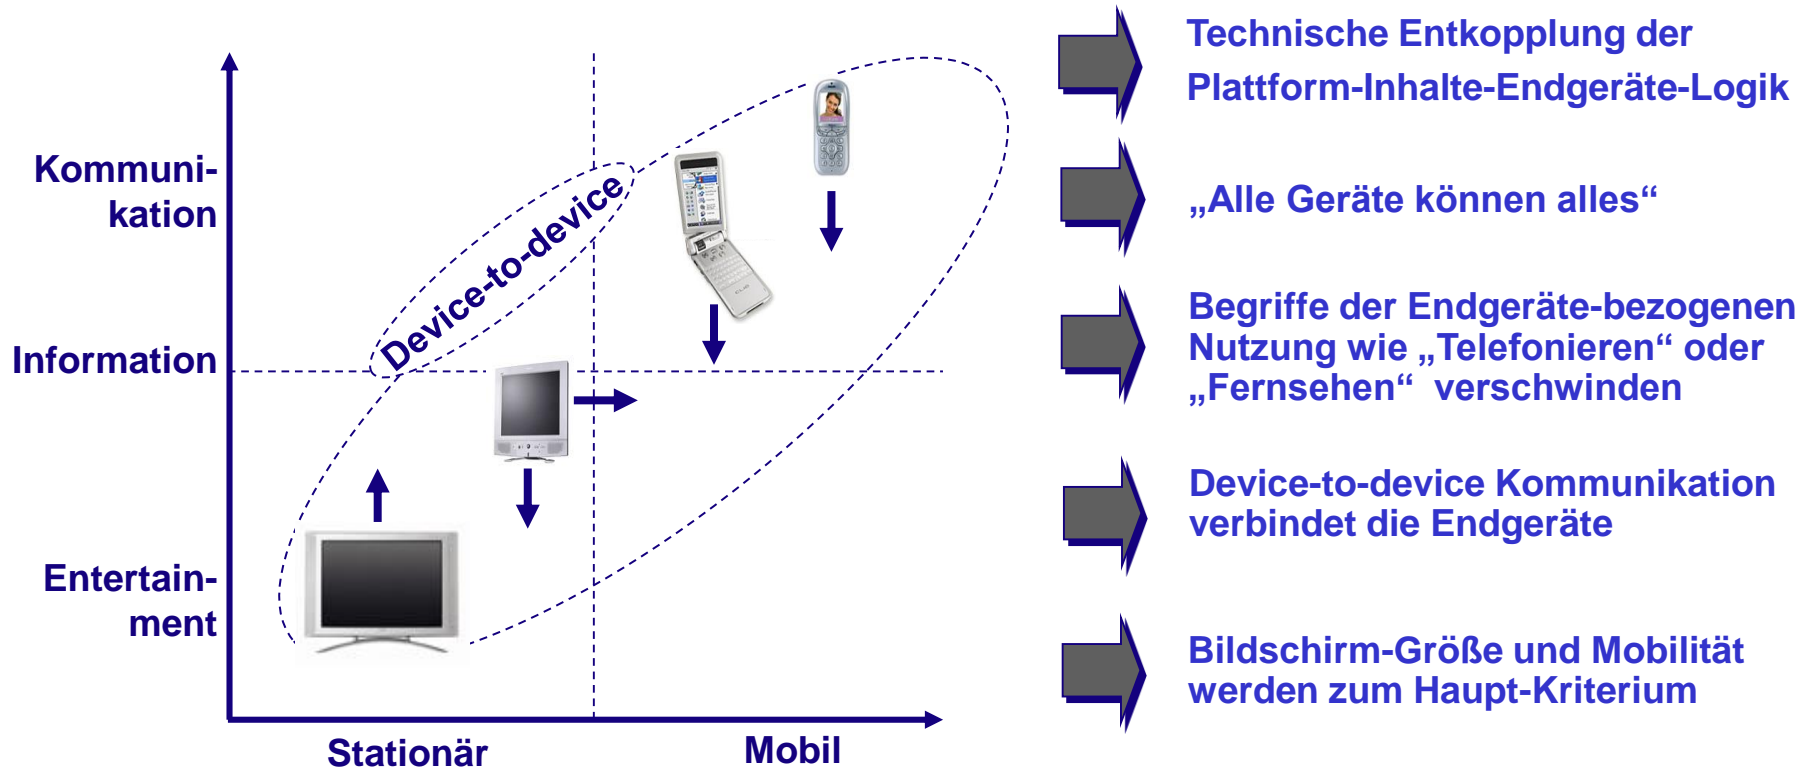 Kommuni-
kation
Information
Entertain-
ment
Stationär
Mobil
Device-to-device
Technische Entkopplung der
Plattform-Inhalte-Endgeräte-Logik
„Alle Geräte können alles“
Begriffe der Endgeräte-bezogenen
Nutzung wie „Telefonieren“ oder
„Fernsehen“ verschwinden
Device-to-device Kommunikation
verbindet die Endgeräte
Bildschirm-Größe und Mobilität
werden zum Haupt-Kriterium